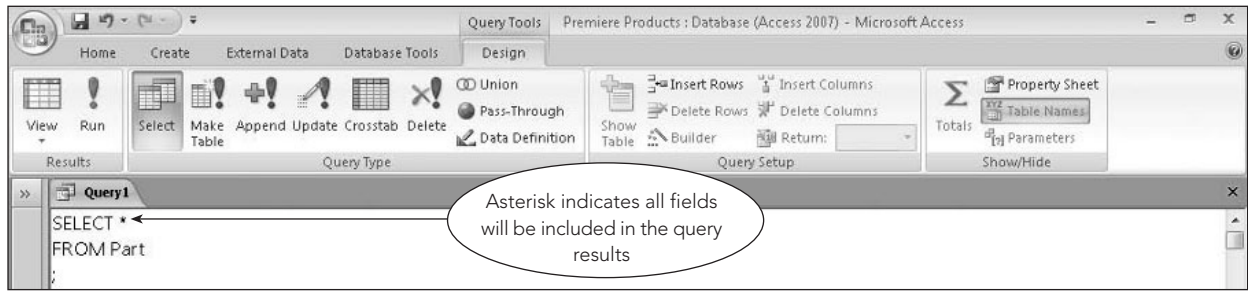 Query Tools Premiere Products : Database (Access 2007) - Microsoft Access
Home Create External Data Database Tools Design
View Run Select Make Table Append Update Crosstab Delete
Union
Pass-Through
Data Definition
Show Table
Insert Rows Insert Columns
Delete Rows Delete Columns
Builder Return:
Totals
Property Sheet
XYZ Table Names
[?] Parameters
Results Query Type Query Setup Show/Hide
Query1
SELECT *
FROM Part
;
Asterisk indicates all fields
will be included in the query
results